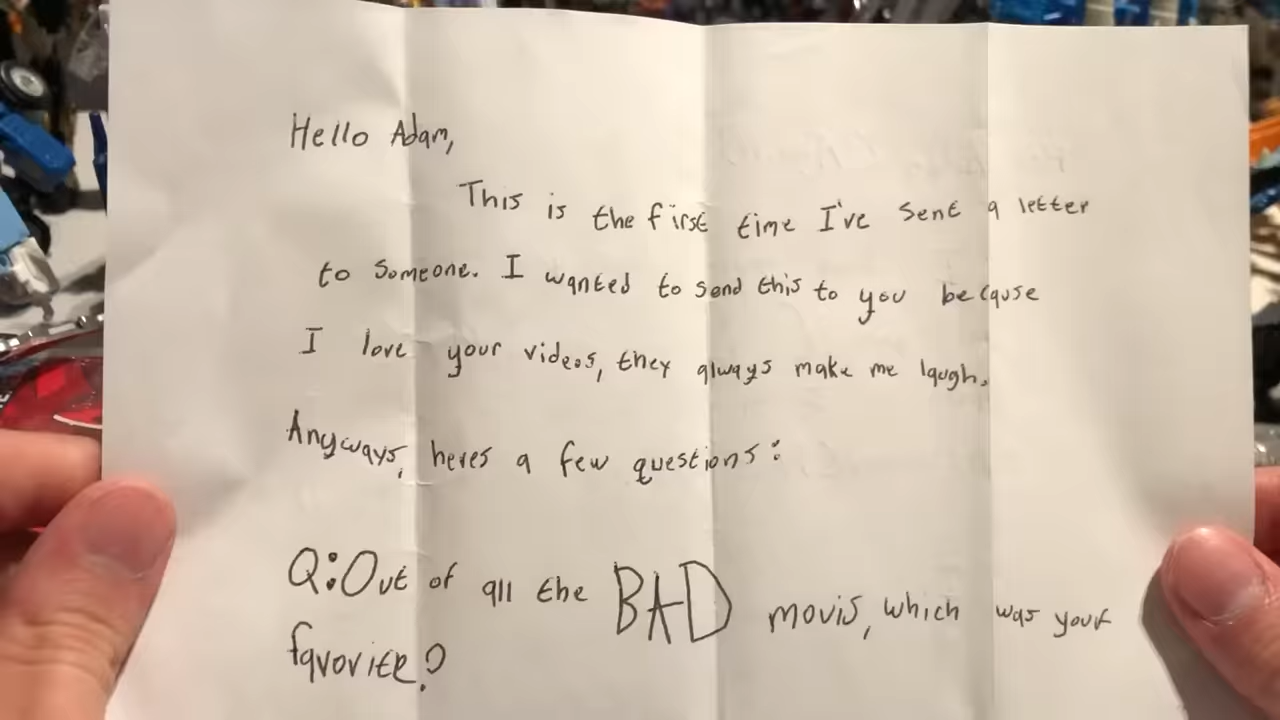 Hello Adam,
This is the first time I've sent a letter
to someone. I wanted to send this to you because
I love your videos, they always make me laugh.
Anyways, heres a few questions:
Q:Out of all the BAD movis, which was your
favorite?